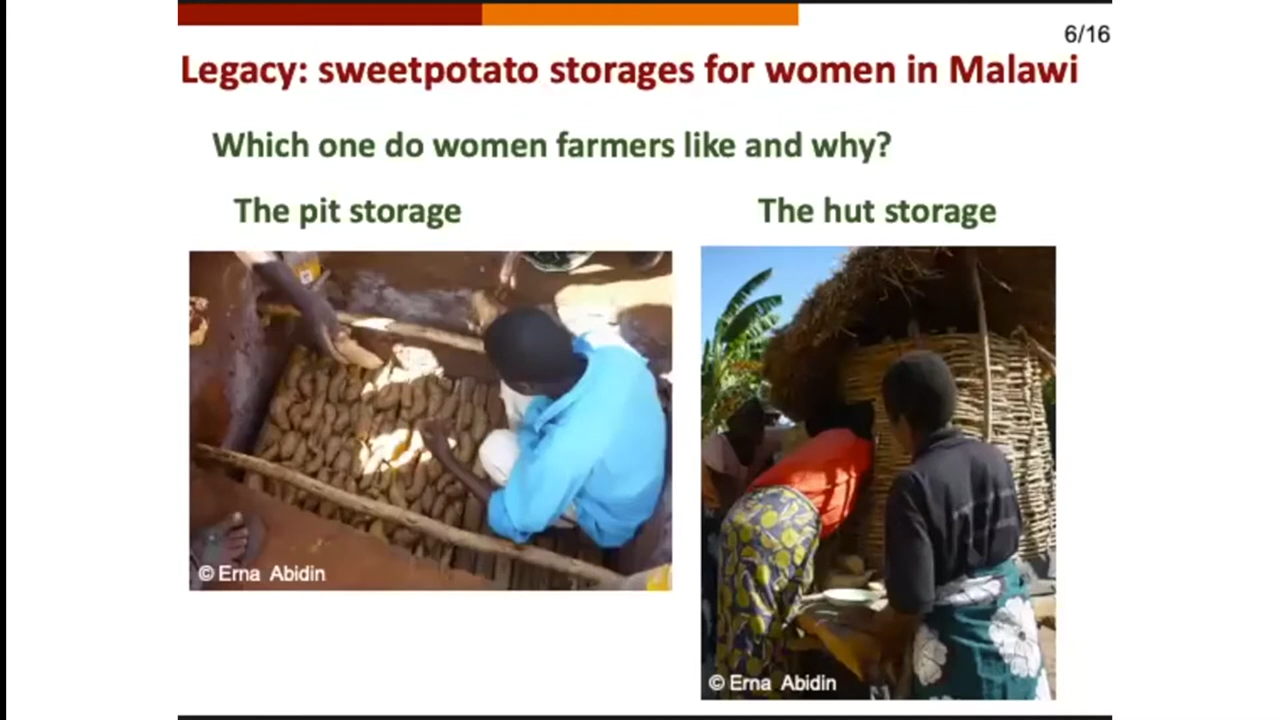 6/16
Legacy: sweetpotato storages for women in Malawi
Which one do women farmers like and why?
The pit storage
The hut storage
© Erna Abidin
© Erna Abidin